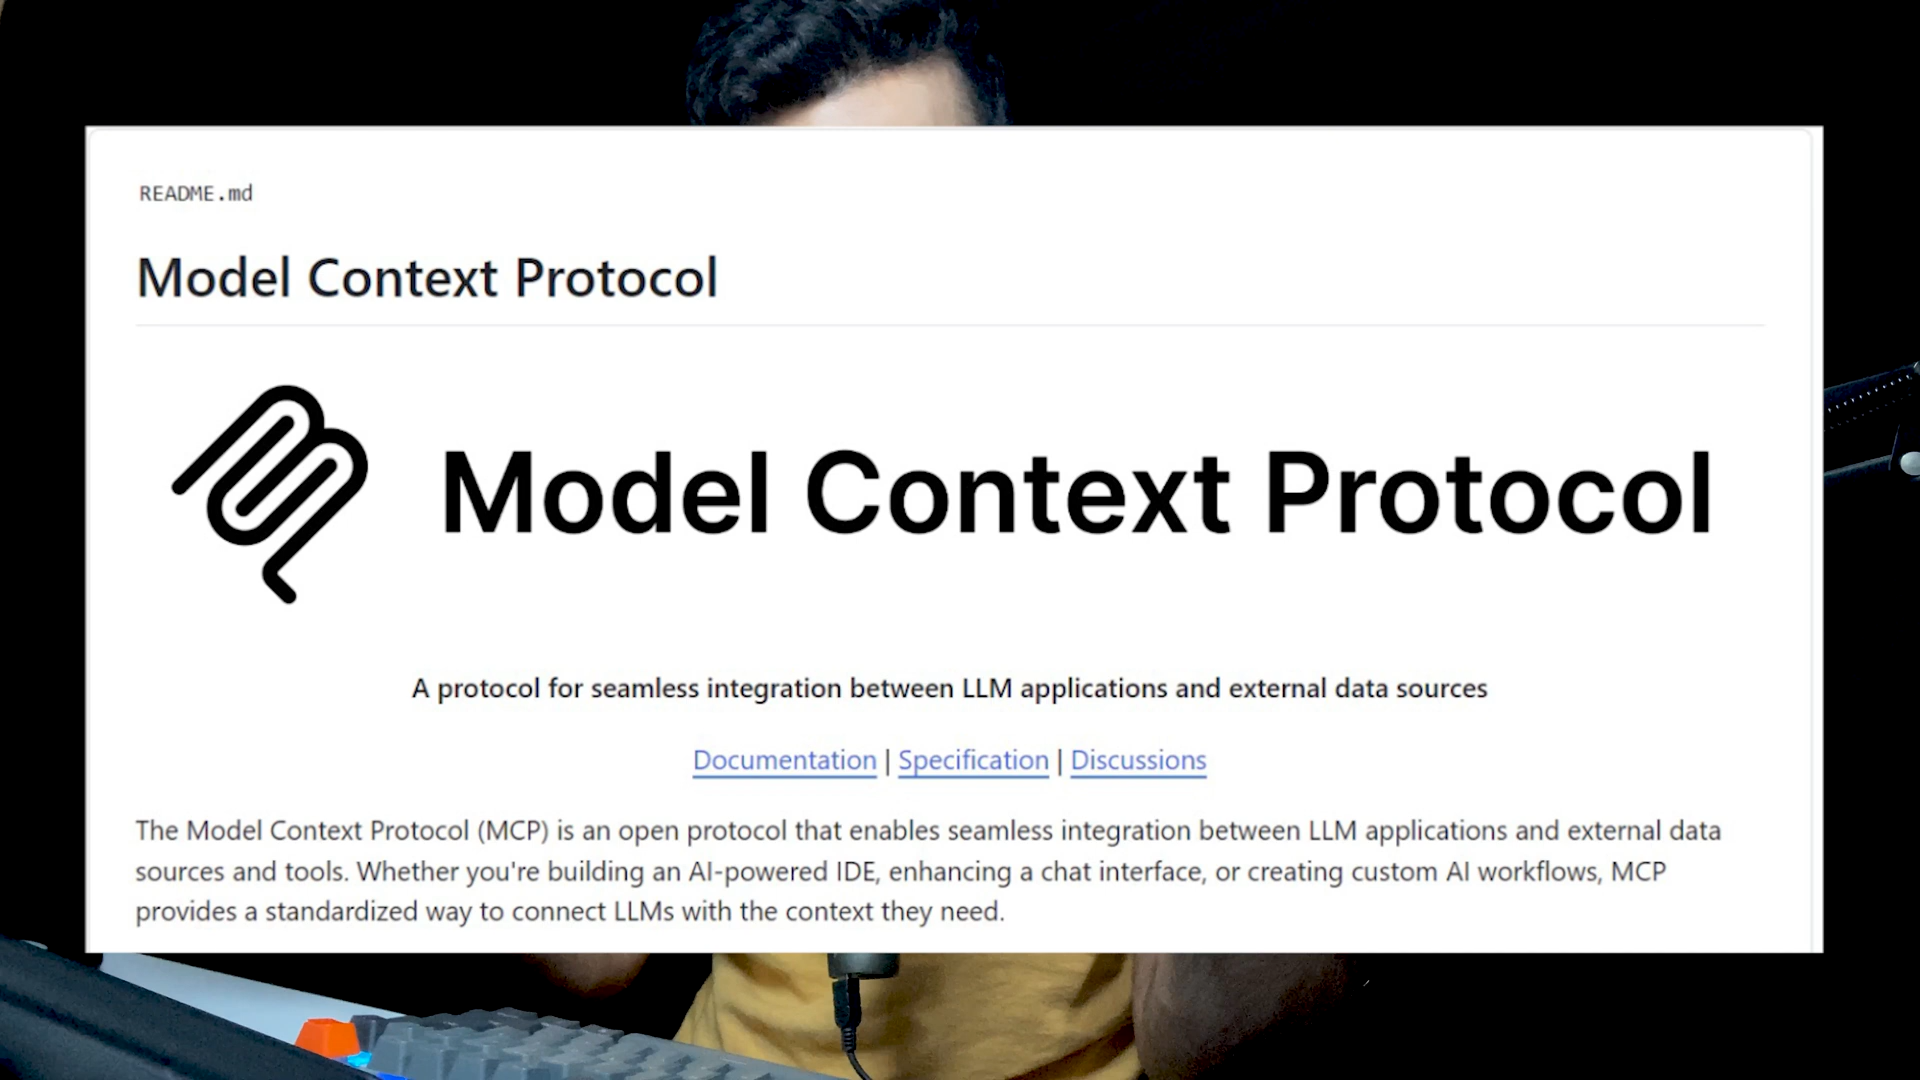 README.md
Model Context Protocol
Model Context Protocol
A protocol for seamless integration between LLM applications and external data sources
Documentation | Specification | Discussions
The Model Context Protocol (MCP) is an open protocol that enables seamless integration between LLM applications and external data
sources and tools. Whether you're building an AI-powered IDE, enhancing a chat interface, or creating custom AI workflows, MCP
provides a standardized way to connect LLMs with the context they need.